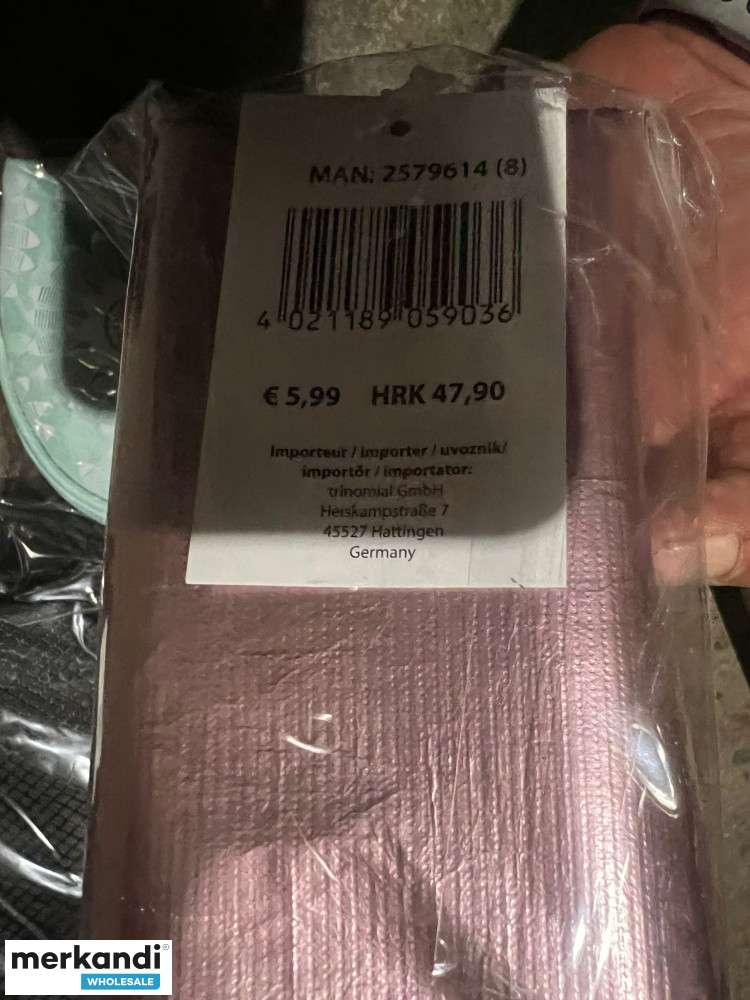 MAN: 2579614 (8)
4 021189 059036
€ 5,99 HRK 47,90
Importeur / importer / uvoznik/
importőr / importator:
trinomial GmbH
Heiskampstraße 7
45527 Hattingen
Germany
merkandi®
WHOLESALE